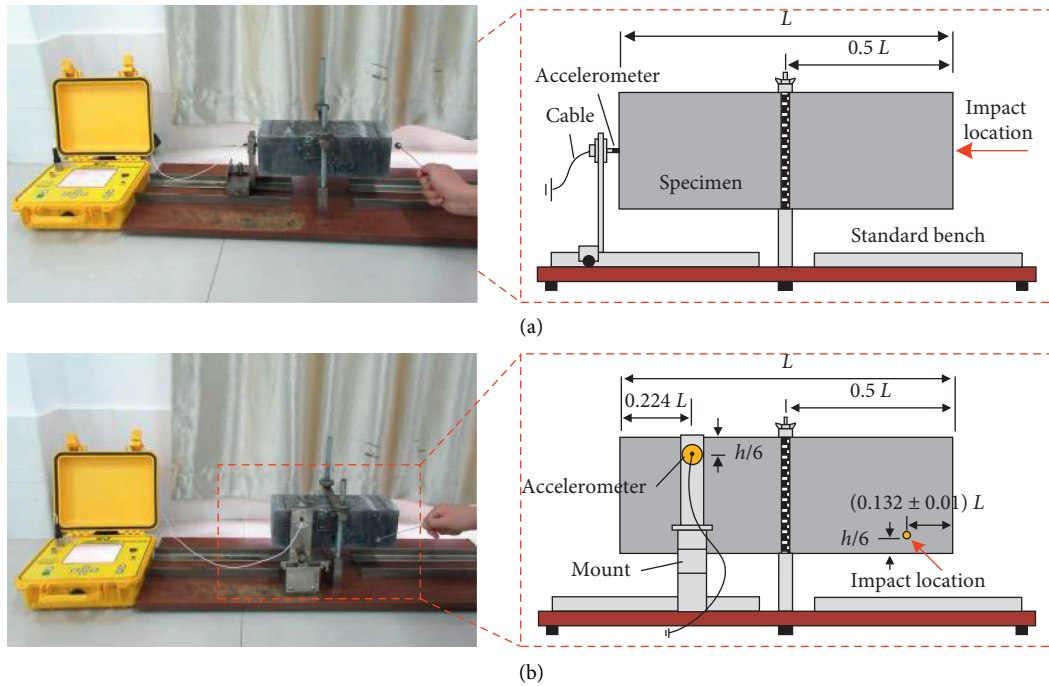 L
0.5 L
Accelerometer
Cable
Impact
location
Specimen
Standard bench
(a)
L
0.224 L
0.5 L
h/6
Accelerometer
(0.132 ± 0.01) L
h/6
Mount
Impact location
(b)